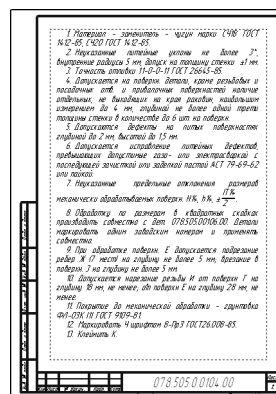 1. Материал - заменитель - чугун марки СЧ18 ГОСТ
1412-85, СЧ20 ГОСТ 1412-85.
2. Неуказанные литейные уклоны не более 3°,
внутренние радиусы 5 мм, допуск на толщину стенки ±1 мм.
3. Точность отливки 11-0-0-11 ГОСТ 26645-85.
4. Допускается на поверхн. детали, кроме резьбовых и
посадочных отв. и привалочных поверхностей наличие
отдельных, не выходящих на края раковин, наибольшим
измерением до 4 мм, глубиной не более одной трети
толщины стенки в количестве до 6 шт. на поверхн.
5. Допускаются дефекты на литых поверхностях
глубиной до 2 мм, высотой до 1,5 мм.
6. Допускается исправление литейных дефектов,
превышающих допустимые газо- или электросваркой с
последующей зачисткой или заделкой пастой АСТ 79-69-62
или пайкой.
7. Неуказанные предельные отклонения размеров
механически обрабатываемых поверхн. H14, h14, ± IT14/2.
8. Обработку по размерам в квадратных скобках
производить совместно с дет. 078.505.0.0106.00. Детали
маркировать одним заводским номером и применять
совместно.
9. При обработке поверхн. Е допускается подрезание
ребер Ж (7 мест) на глубину не более 5 мм, врезание в
поверхн. З на глубину не более 5 мм.
10. Допускается нарезание резьбы И от поверхн. Г на
глубину 18 мм, не менее, от поверхн. Е на глубину 28 мм, не
менее.
11. Покрытие до механической обработки - грунтовка
ФЛ-03К 1Н ГОСТ 9109-81.
12. Маркировать Ч шрифтом 8-Пр3 ГОСТ 26.008-85.
13. Клеймить К.
078.505.0.0104.00